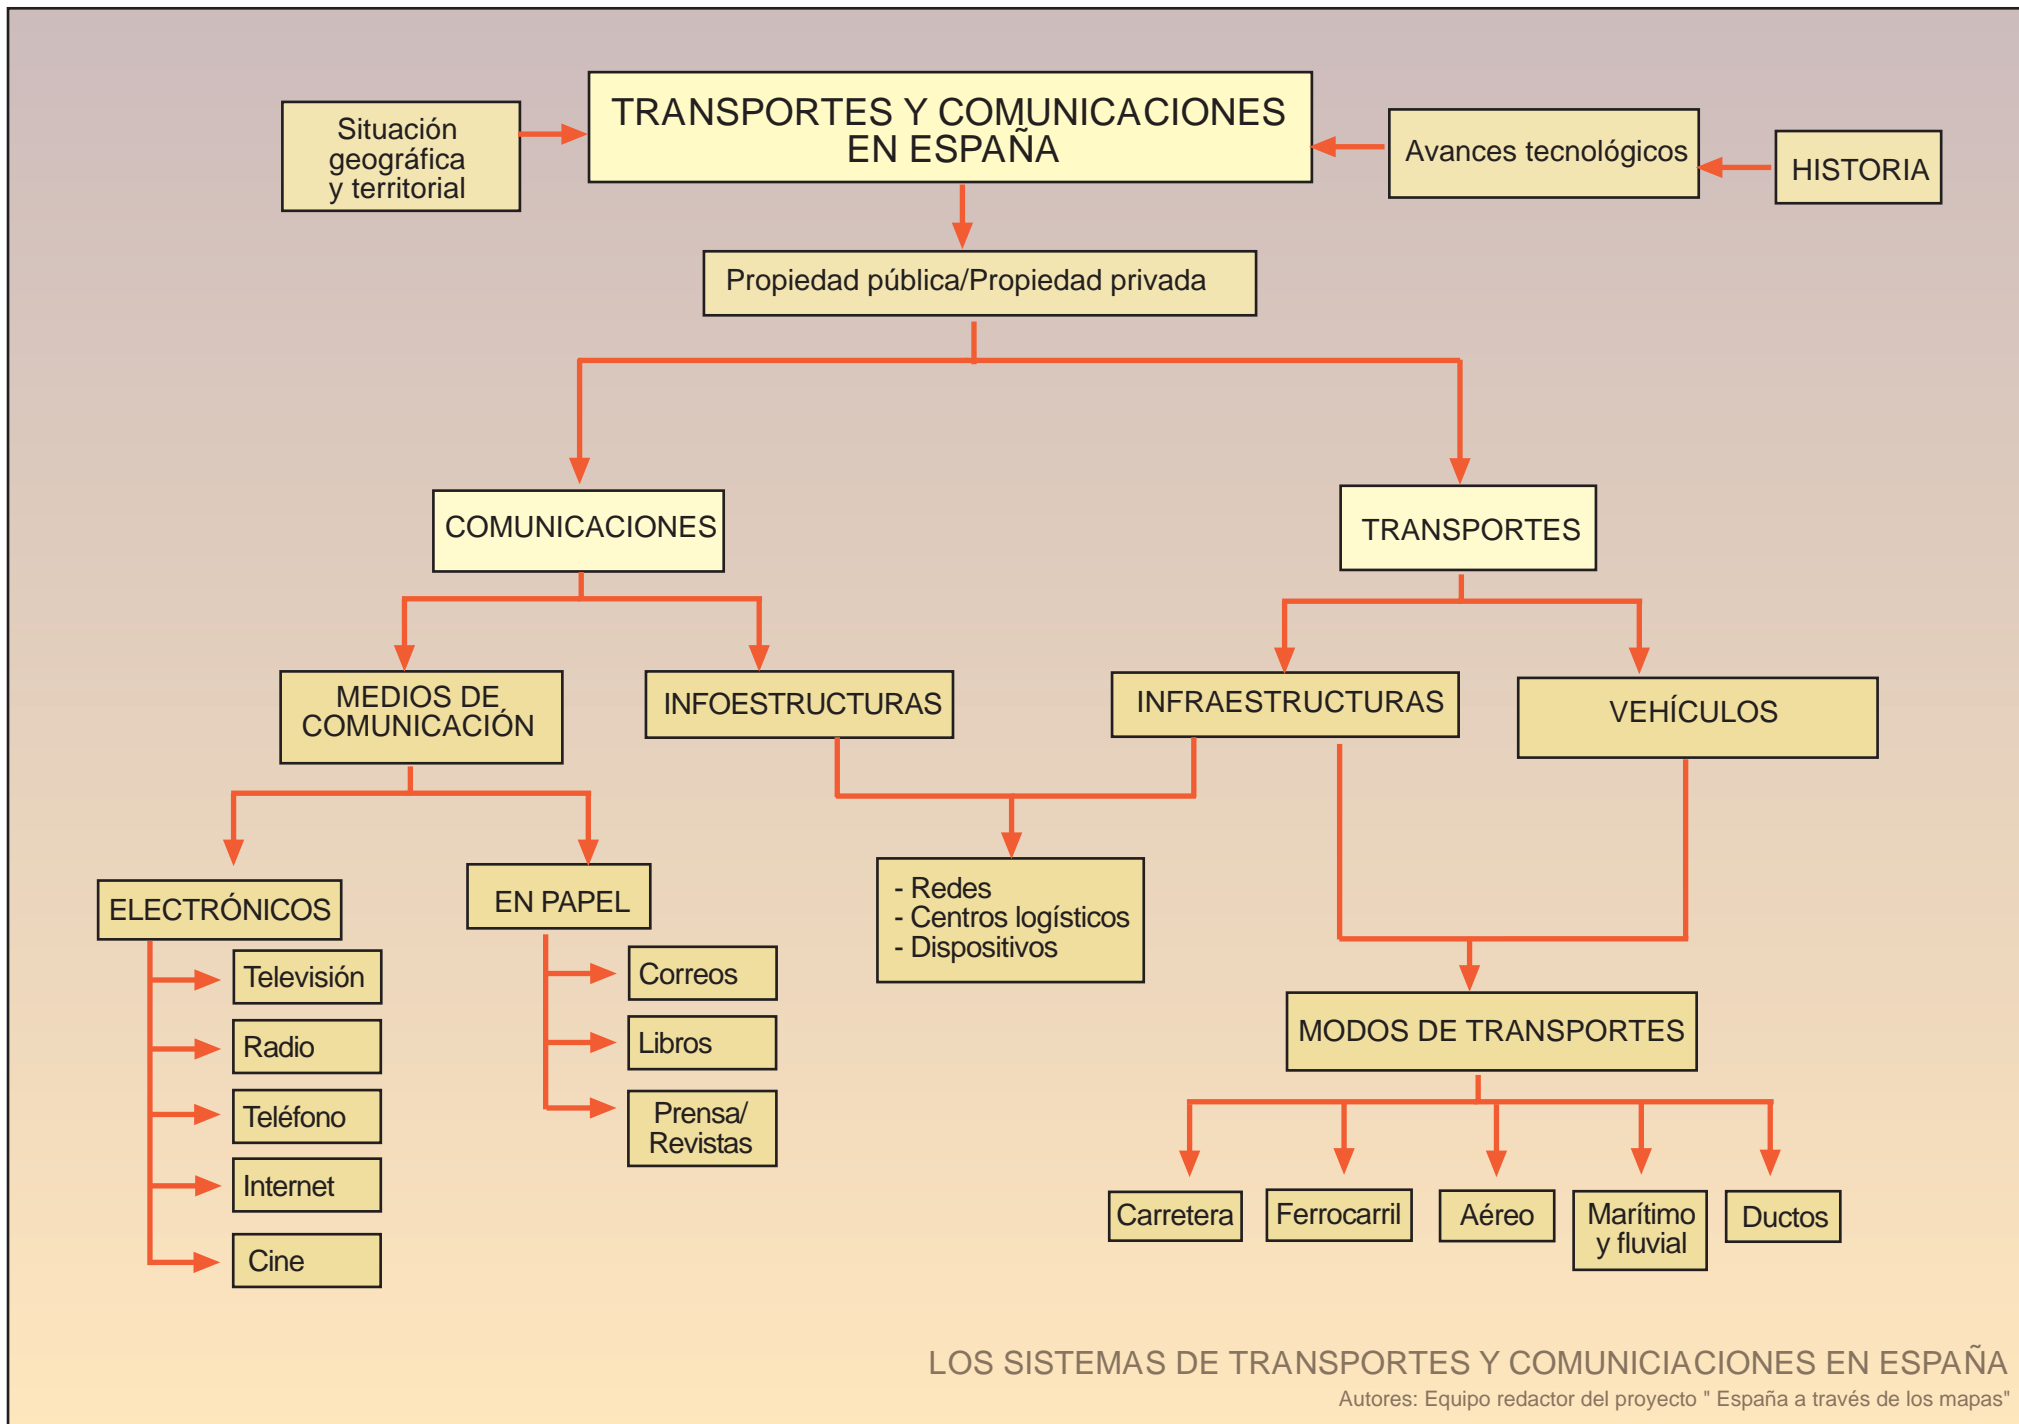 TRANSPORTES Y COMUNICACIONES
EN ESPAÑA
Situación
geográfica
y territorial
Avances tecnológicos
HISTORIA
Propiedad pública/Propiedad privada
COMUNICACIONES
TRANSPORTES
MEDIOS DE
COMUNICACIÓN
INFOESTRUCTURAS
INFRAESTRUCTURAS
VEHÍCULOS
ELECTRÓNICOS
EN PAPEL
- Redes
- Centros logísticos
- Dispositivos
Televisión
Radio
Teléfono
Internet
Cine
Correos
Libros
Prensa/
Revistas
MODOS DE TRANSPORTES
Carretera
Ferrocarril
Aéreo
Marítimo
y fluvial
Ductos
LOS SISTEMAS DE TRANSPORTES Y COMUNICIACIONES EN ESPAÑA
Autores: Equipo redactor del proyecto " España a través de los mapas"